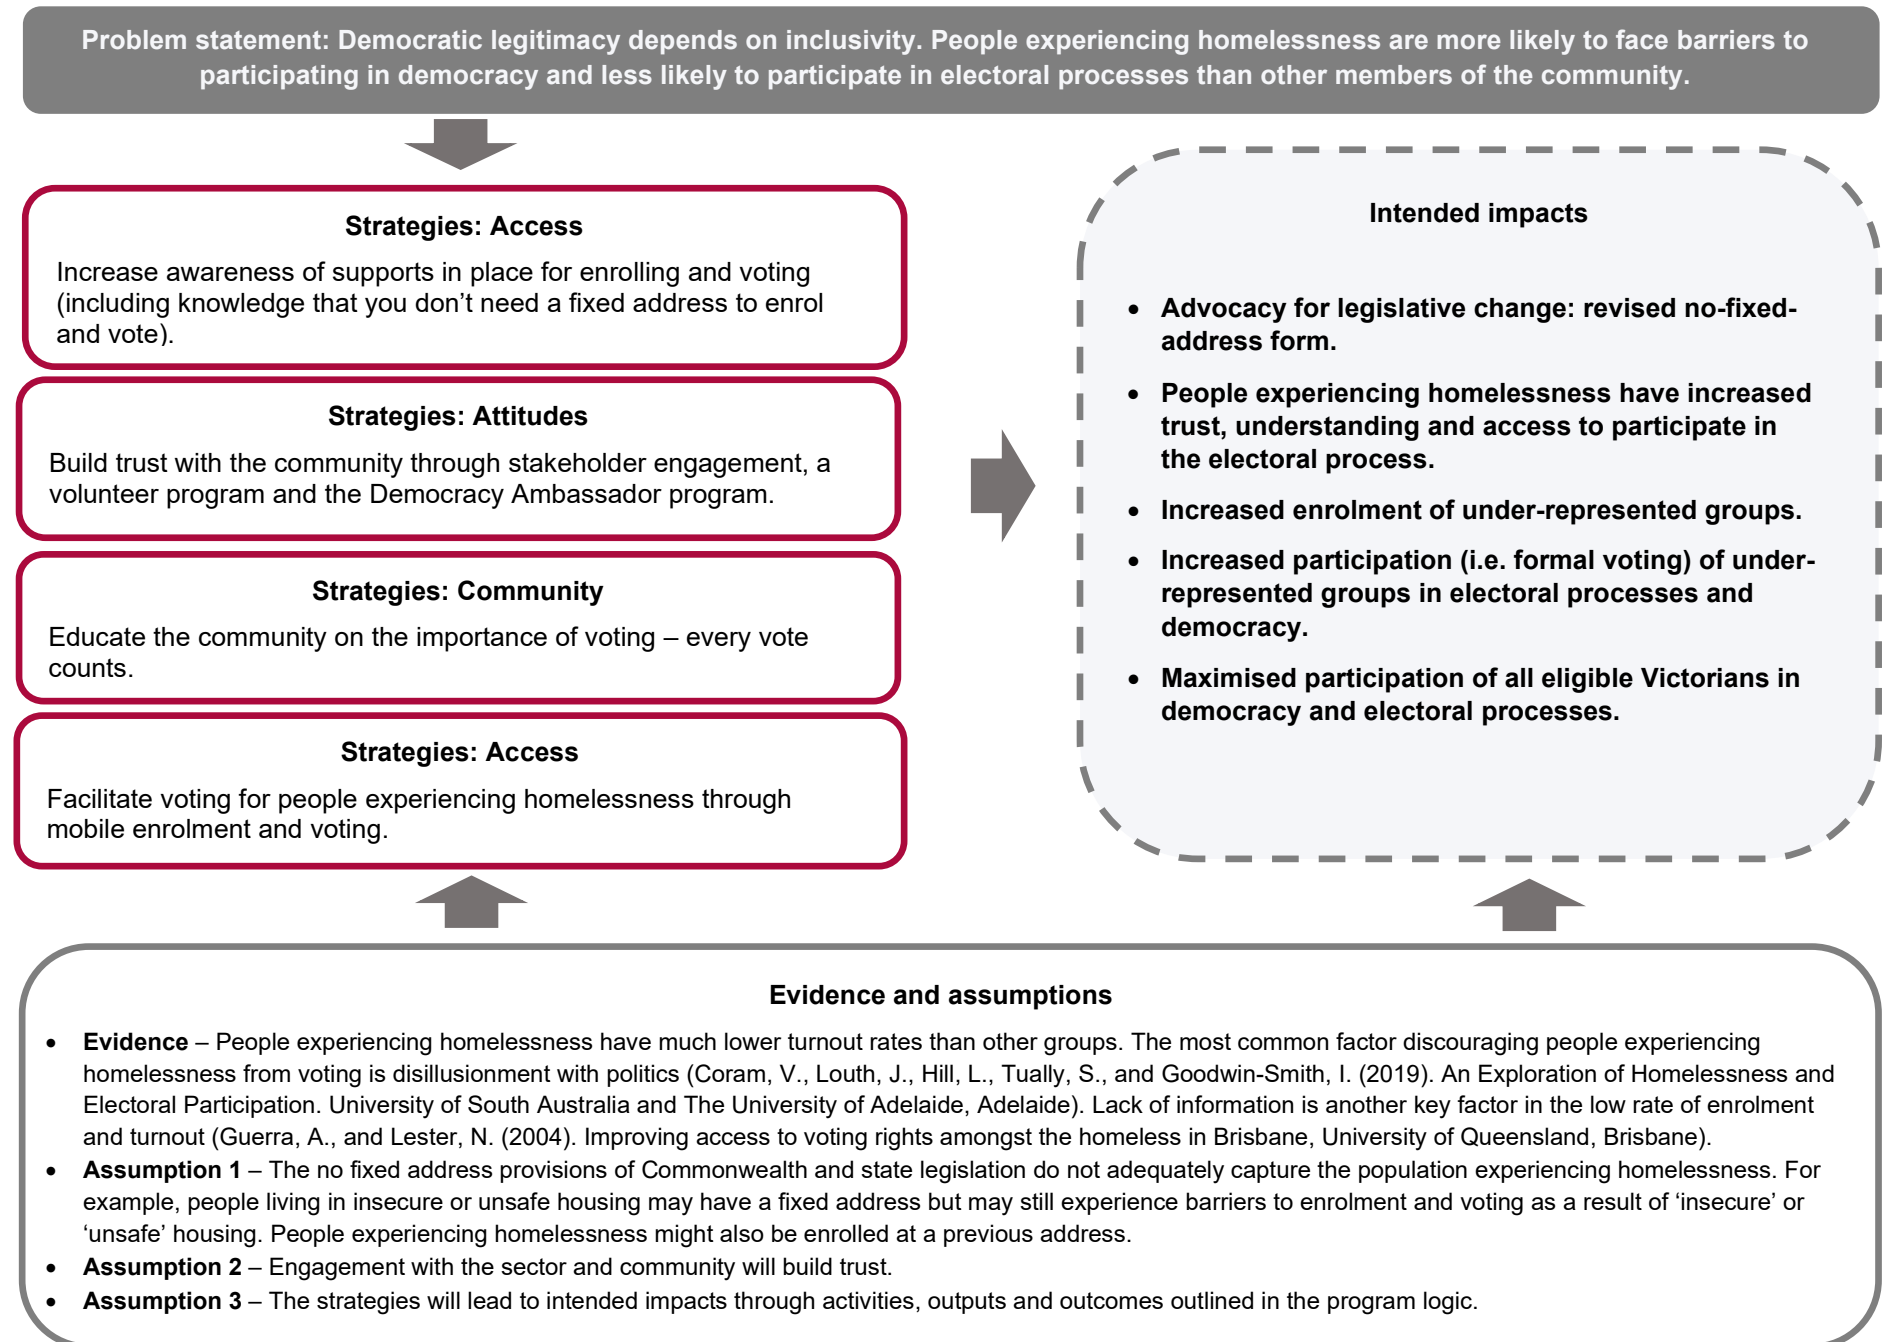 Problem statement: Democratic legitimacy depends on inclusivity. People experiencing homelessness are more likely to face barriers to
participating in democracy and less likely to participate in electoral processes than other members of the community.
Strategies: Access
Increase awareness of supports in place for enrolling and voting
(including knowledge that you don’t need a fixed address to enrol
and vote).
Strategies: Attitudes
Build trust with the community through stakeholder engagement, a
volunteer program and the Democracy Ambassador program.
Strategies: Community
Educate the community on the importance of voting – every vote
counts.
Strategies: Access
Facilitate voting for people experiencing homelessness through
mobile enrolment and voting.
Intended impacts
• Advocacy for legislative change: revised no-fixed-
address form.
• People experiencing homelessness have increased
trust, understanding and access to participate in
the electoral process.
• Increased enrolment of under-represented groups.
• Increased participation (i.e. formal voting) of under-
represented groups in electoral processes and
democracy.
• Maximised participation of all eligible Victorians in
democracy and electoral processes.
Evidence and assumptions
• Evidence – People experiencing homelessness have much lower turnout rates than other groups. The most common factor discouraging people experiencing
homelessness from voting is disillusionment with politics (Coram, V., Louth, J., Hill, L., Tually, S., and Goodwin-Smith, I. (2019). An Exploration of Homelessness and
Electoral Participation. University of South Australia and The University of Adelaide, Adelaide). Lack of information is another key factor in the low rate of enrolment
and turnout (Guerra, A., and Lester, N. (2004). Improving access to voting rights amongst the homeless in Brisbane, University of Queensland, Brisbane).
• Assumption 1 – The no fixed address provisions of Commonwealth and state legislation do not adequately capture the population experiencing homelessness. For
example, people living in insecure or unsafe housing may have a fixed address but may still experience barriers to enrolment and voting as a result of ‘insecure’ or
‘unsafe’ housing. People experiencing homelessness might also be enrolled at a previous address.
• Assumption 2 – Engagement with the sector and community will build trust.
• Assumption 3 – The strategies will lead to intended impacts through activities, outputs and outcomes outlined in the program logic.